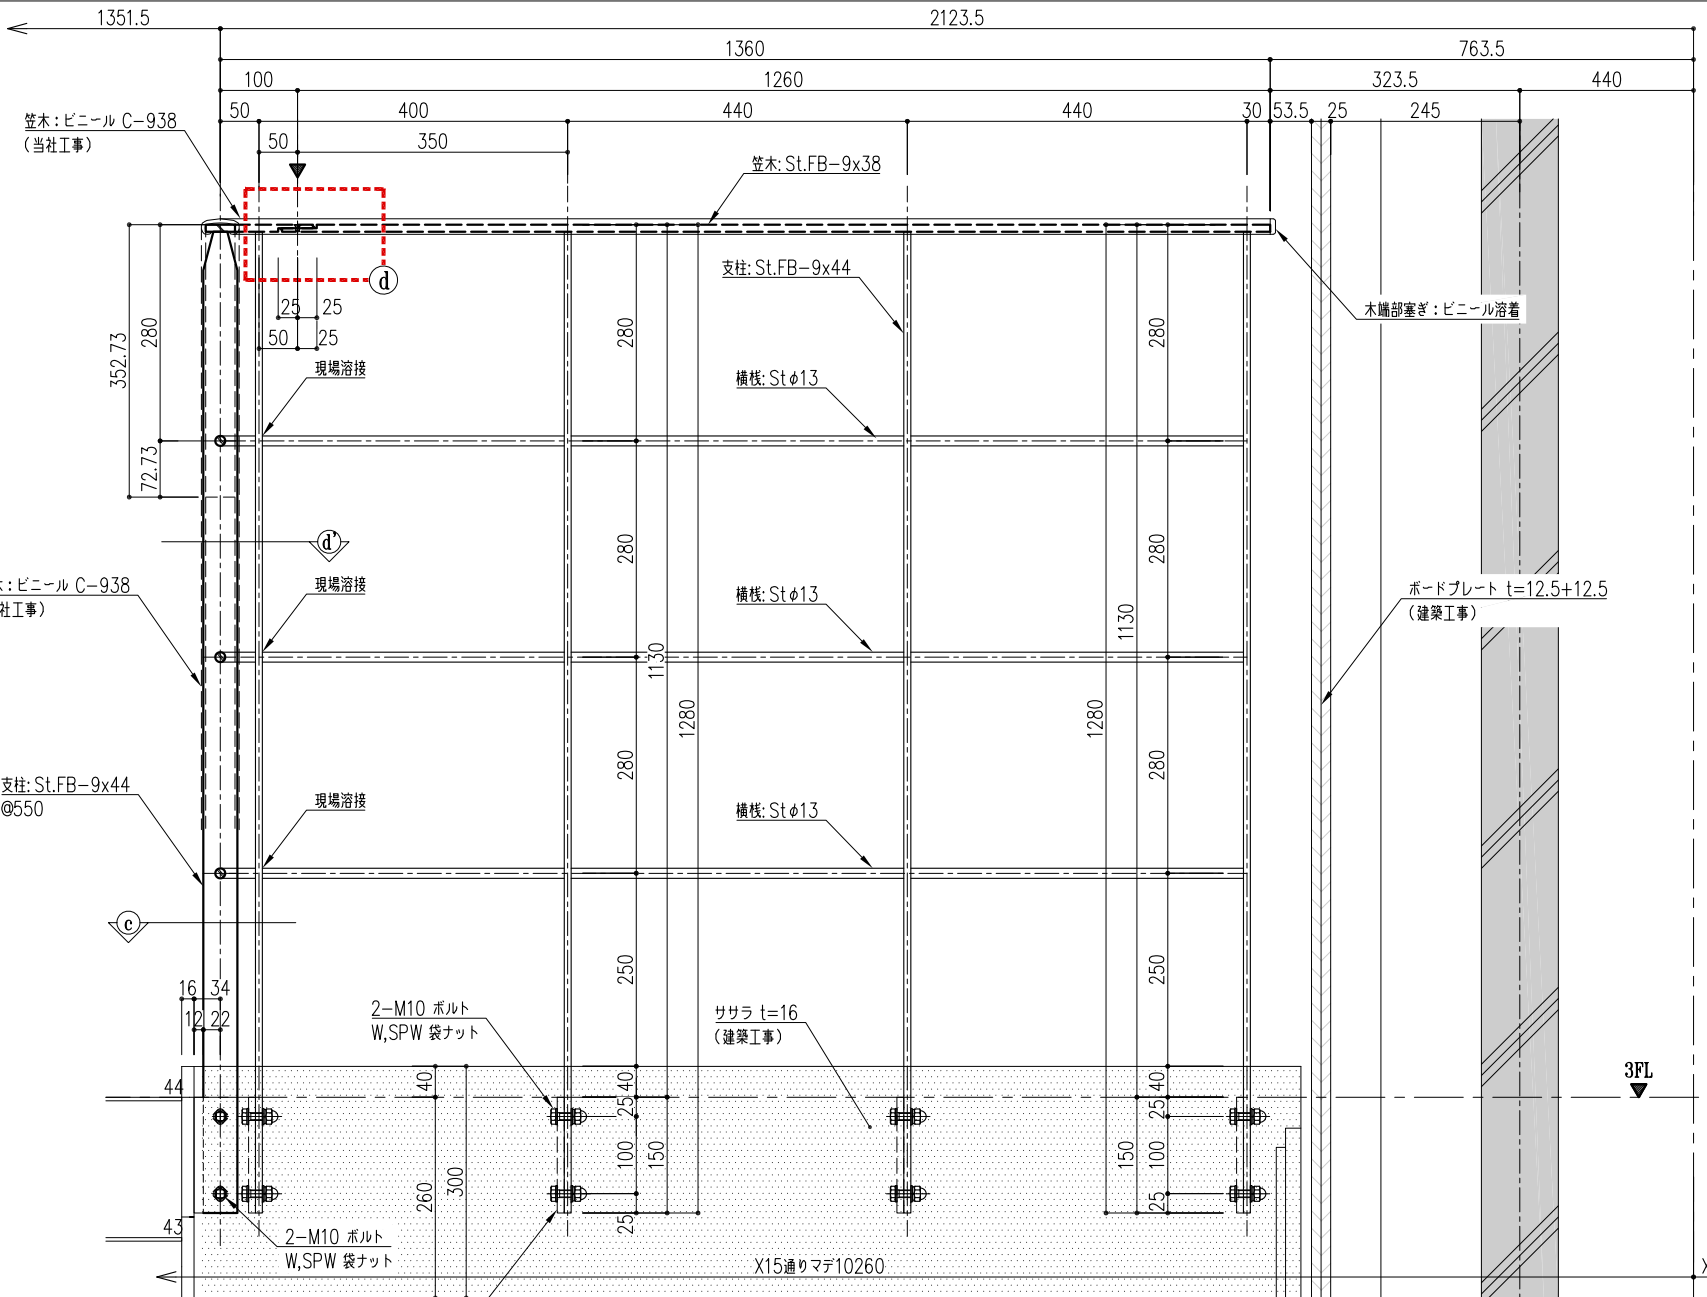 1351.5
2123.5
1360
763.5
100
1260
323.5
440
50
400
440
440
30
53.5
25
245
笠木：ビニール C-938
（当社工事）
50
350
笠木: St.FB-9x38
支柱: St.FB-9x44
d
木端部塞ぎ：ビニール溶着
25
25
50
25
280
352.73
280
280
現場溶接
横桟: Stφ13
72.73
d'
280
280
：ビニール C-938
社工事）
現場溶接
横桟: Stφ13
ボードプレート t=12.5+12.5
（建築工事）
1130
1130
1280
1280
支柱: St.FB-9x44
@550
280
280
現場溶接
横桟: Stφ13
c
250
250
16
34
12
22
2-M10 ボルト
W,SPW 袋ナット
ササラ t=16
（建築工事）
3FL
44
40
40
40
25
25
100
150
150
100
260
300
25
25
43
2-M10 ボルト
W,SPW 袋ナット
X15通りマデ10260